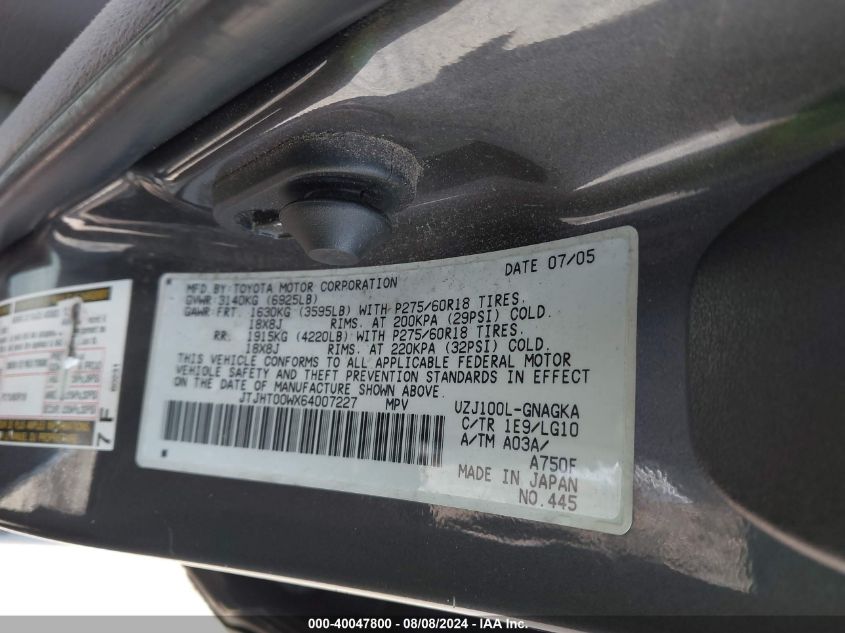 MFD BY:TOYOTA MOTOR CORPORATION DATE 07/05
GVWR 3140KG (6925LB)
GAWR FRT. 1630KG (3595LB) WITH P275/60R18 TIRES,
18X8J RIMS, AT 200KPA (29PSI) COLD.
RR. 1915KG (4220LB) WITH P275/60R18 TIRES,
18X8J RIMS, AT 220KPA (32PSI) COLD.
THIS VEHICLE CONFORMS TO ALL APPLICABLE FEDERAL MOTOR
VEHICLE SAFETY AND THEFT PREVENTION STANDARDS IN EFFECT
ON THE DATE OF MANUFACTURE SHOWN ABOVE.
JTJHT00WX64007227 MPV UZJ100L-GNAGKA
C/TR 1E9/LG10
A/TM A03A/
A750F
MADE IN JAPAN
NO.445
7F
000-40047800 - 08/08/2024 - IAA Inc.